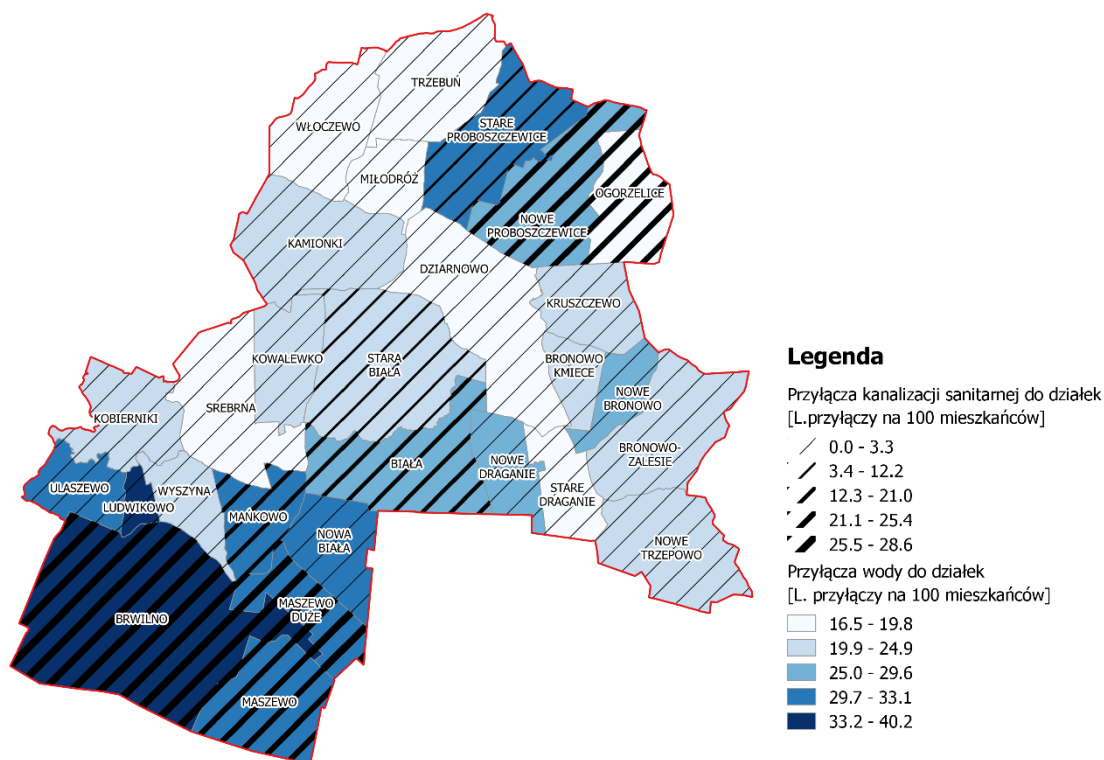 TRZEBUŃ
WŁOCZEWO
STARE
PROBOSZCZEWICE
MIŁODRÓŻ
OGORZELICE
NOWE
PROBOSZCZEWICE
KAMIONKI
DZIARNOWO
KRUSZCZEWO
KOWALEWKO
STARA
BIAŁA
BRONOWO
KMIECE
NOWE
BRONOWO
SREBRNA
KOBIERNIKI
BRONOWO-
ZALESIE
BIAŁA
NOWE
DRAGANIE
STARE
DRAGANIE
ULASZEWO
WYSZYNA
LUDWIKOWO
MAŃKOWO
NOWA
BIAŁA
NOWE
TRZEPOWO
BRWILNO
MASZEWO
DUŻE
MASZEWO
Legenda
Przyłącza kanalizacji sanitarnej do działek
[L.przyłączy na 100 mieszkańców]
0.0 - 3.3
3.4 - 12.2
12.3 - 21.0
21.1 - 25.4
25.5 - 28.6
Przyłącza wody do działek
[L. przyłączy na 100 mieszkańców]
16.5 - 19.8
19.9 - 24.9
25.0 - 29.6
29.7 - 33.1
33.2 - 40.2